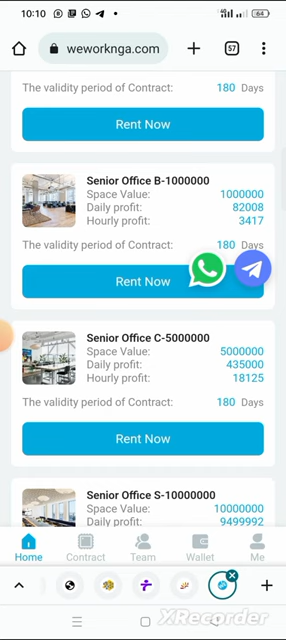 10:10
4G
64
weworknga.com
57
The validity period of Contract: 180 Days
Rent Now
Senior Office B-1000000
Space Value: 1000000
Daily profit: 82008
Hourly profit: 3417
The validity period of Contract: 180 Days
Rent Now
Senior Office C-5000000
Space Value: 5000000
Daily profit: 435000
Hourly profit: 18125
The validity period of Contract: 180 Days
Rent Now
Senior Office S-10000000
Space Value: 10000000
Daily profit: 9499992
Home Contract Team Wallet Me
XRecorder